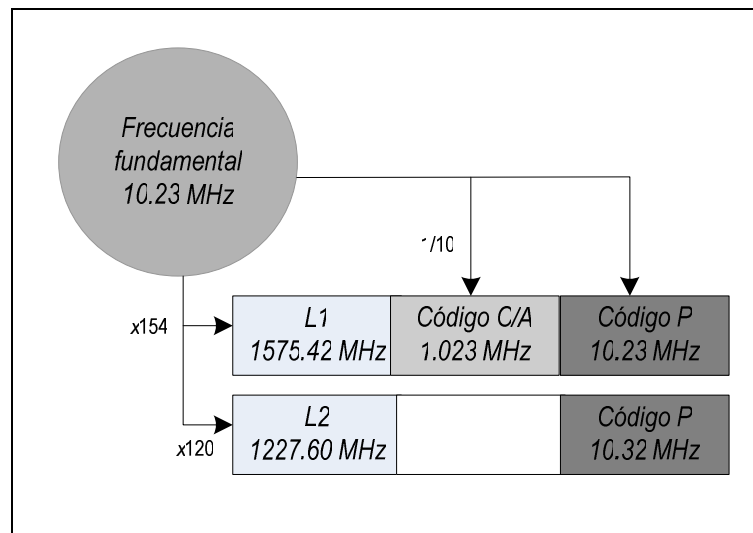 Frecuencia
fundamental
10.23 MHz
1/10
x154
L1
1575.42 MHz
Código C/A
1.023 MHz
Código P
10.23 MHz
x120
L2
1227.60 MHz
Código P
10.32 MHz